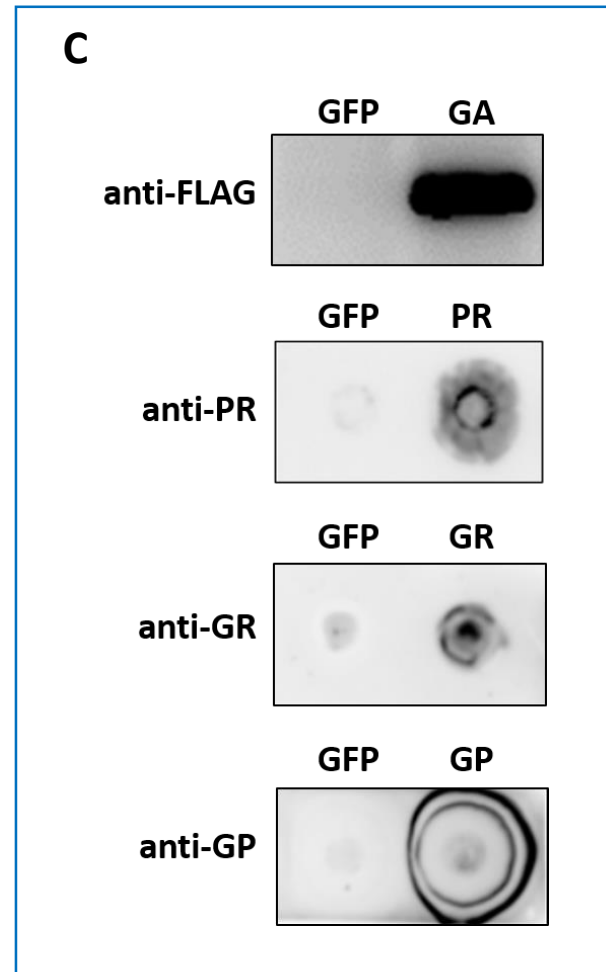 C
GFP GA
anti-FLAG
GFP PR
anti-PR
GFP GR
anti-GR
GFP GP
anti-GP